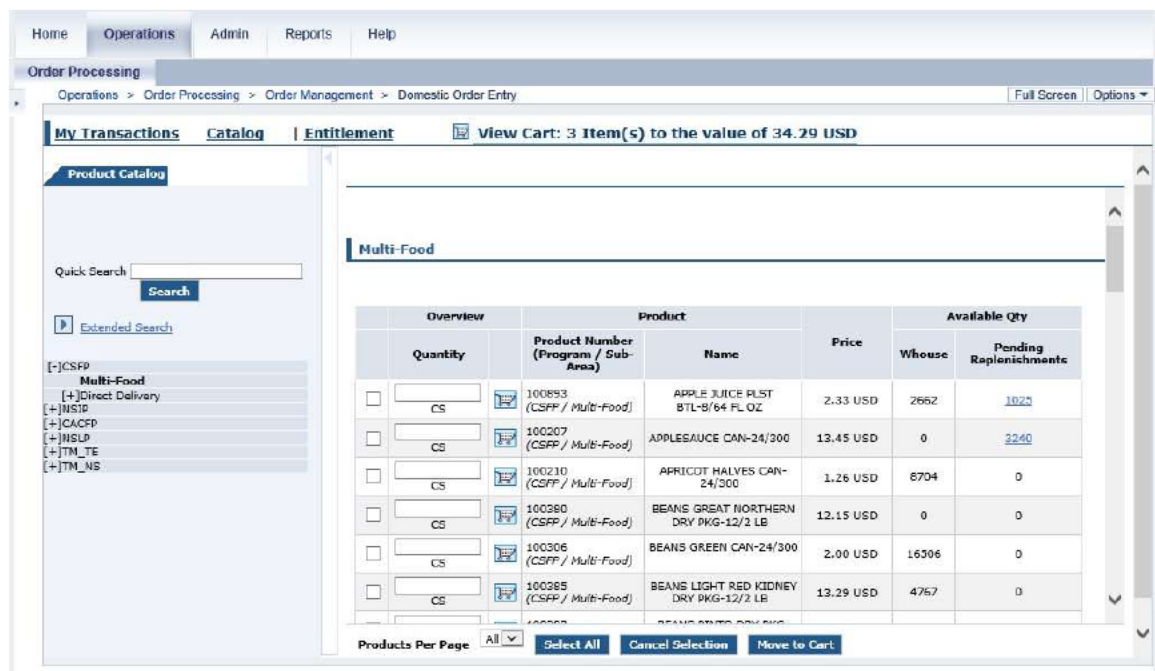 Home Operations Admin Reports Help
Order Processing
Operations > Order Processing > Order Management > Domestic Order Entry Full Screen Options
My Transactions Catalog | Entitlement View Cart: 3 Item(s) to the value of 34.29 USD
Product Catalog
Multi-Food
Quick Search
Search
Extended Search
[-]CSFP
Multi-Food
[+]Direct Delivery
[+]NSIP
[+]CACFP
[+]NSLP
[+]TM_TE
[+]TM_NS
Overview Product Price Available Qty
Quantity Product Number (Program / Sub-Area) Name Whouse Pending Replenishments
100893 APPLE JUICE PLST 2.33 USD 2662 1025
CS (CSFP / Multi-Food) BTL-8/64 FL OZ
100207 APPLESAUCE CAN-24/300 13.45 USD 0 3240
CS (CSFP / Multi-Food)
100210 APRICOT HALVES CAN- 1.26 USD 8704 0
CS (CSFP / Multi-Food) 24/300
100380 BEANS GREAT NORTHERN 12.15 USD 0 0
CS (CSFP / Multi-Food) DRY PKG-12/2 LB
100306 BEANS GREEN CAN-24/300 2.00 USD 16506 0
CS (CSFP / Multi-Food)
100385 BEANS LIGHT RED KIDNEY 13.29 USD 4767 0
CS (CSFP / Multi-Food) DRY PKG-12/2 LB
Products Per Page All Select All Cancel Selection Move to Cart